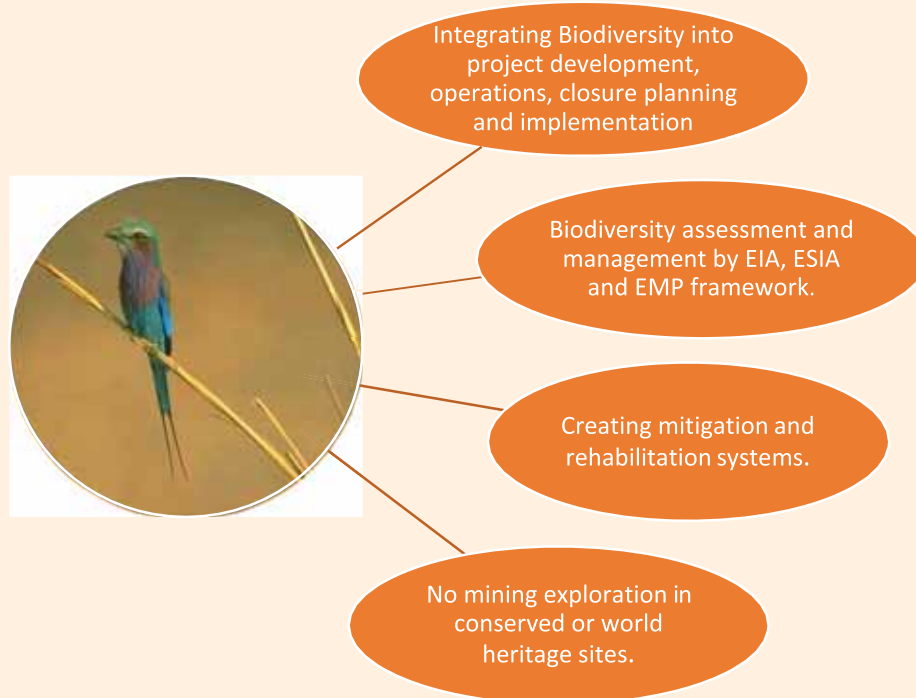 Integrating Biodiversity into
project development,
operations, closure planning
and implementation
Biodiversity assessment and
management by EIA, ESIA
and EMP framework.
Creating mitigation and
rehabilitation systems.
No mining exploration in
conserved or world
heritage sites.